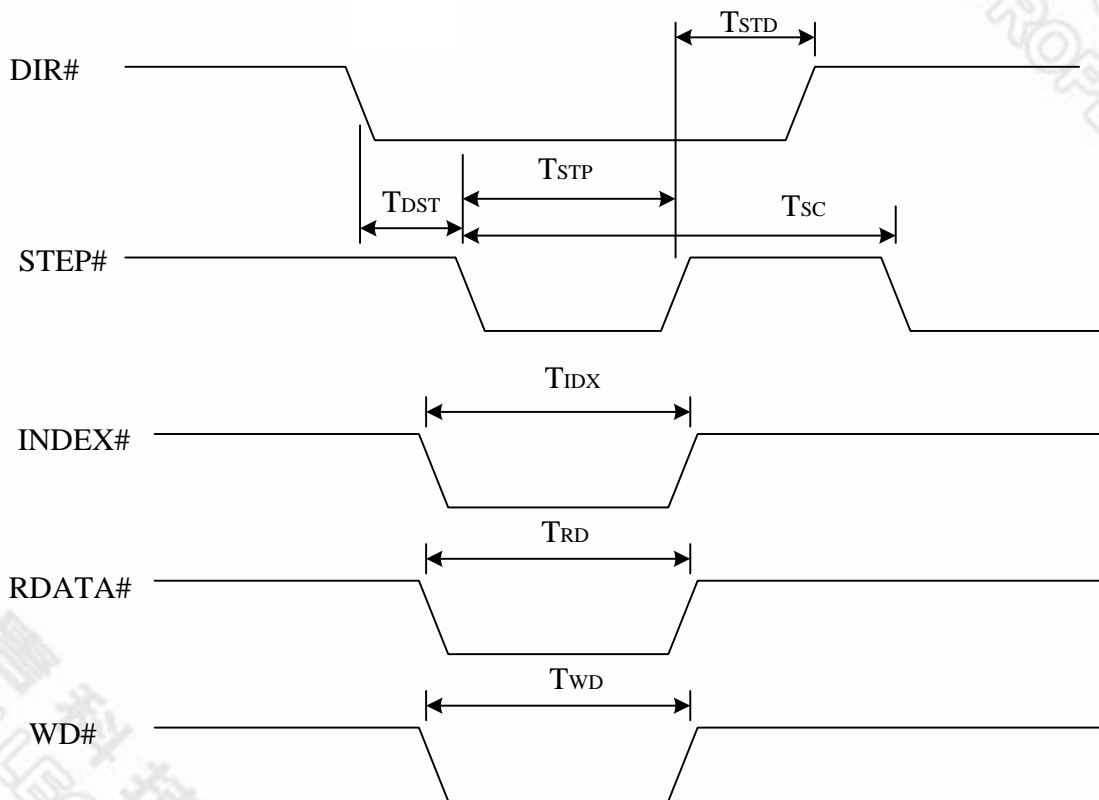 TSTD
DIR#
TSTP
TDST
TSC
STEP#
TIDX
INDEX#
TRD
RDATA#
TWD
WD#